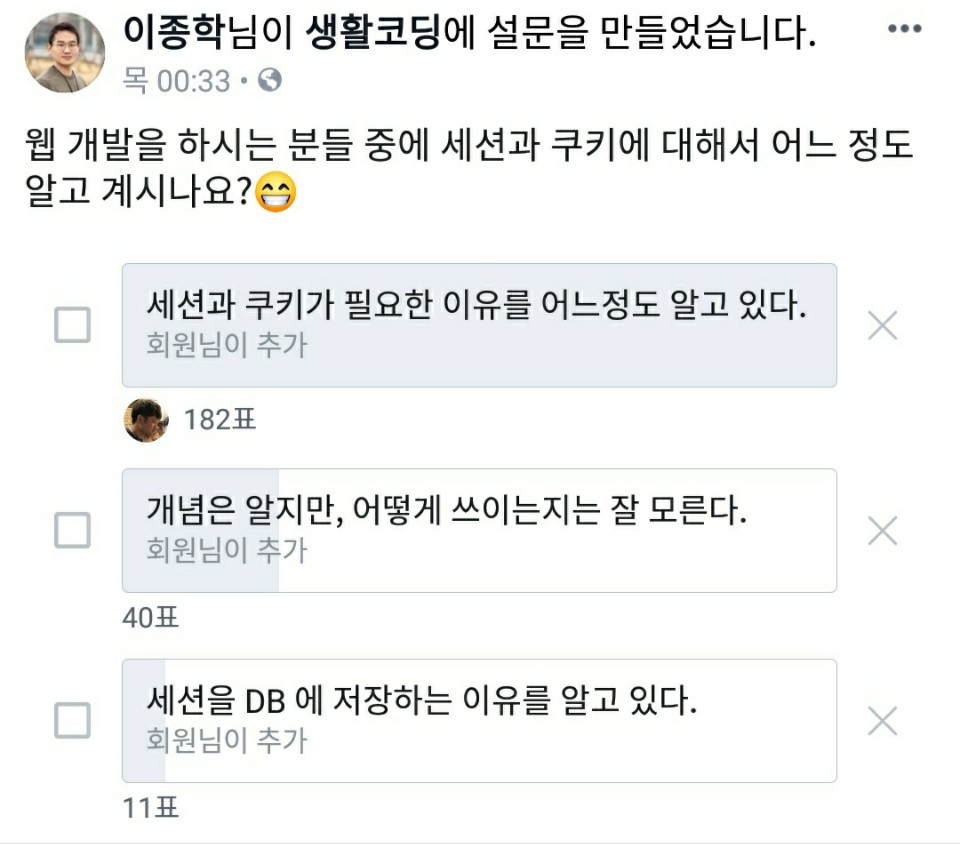 이종학님이 생활코딩에 설문을 만들었습니다.
목 00:33 •
웹 개발을 하시는 분들 중에 세션과 쿠키에 대해서 어느 정도
알고 계시나요?😁
세션과 쿠키가 필요한 이유를 어느정도 알고 있다.
회원님이 추가
182표
개념은 알지만, 어떻게 쓰이는지는 잘 모른다.
회원님이 추가
40표
세션을 DB 에 저장하는 이유를 알고 있다.
회원님이 추가
11표